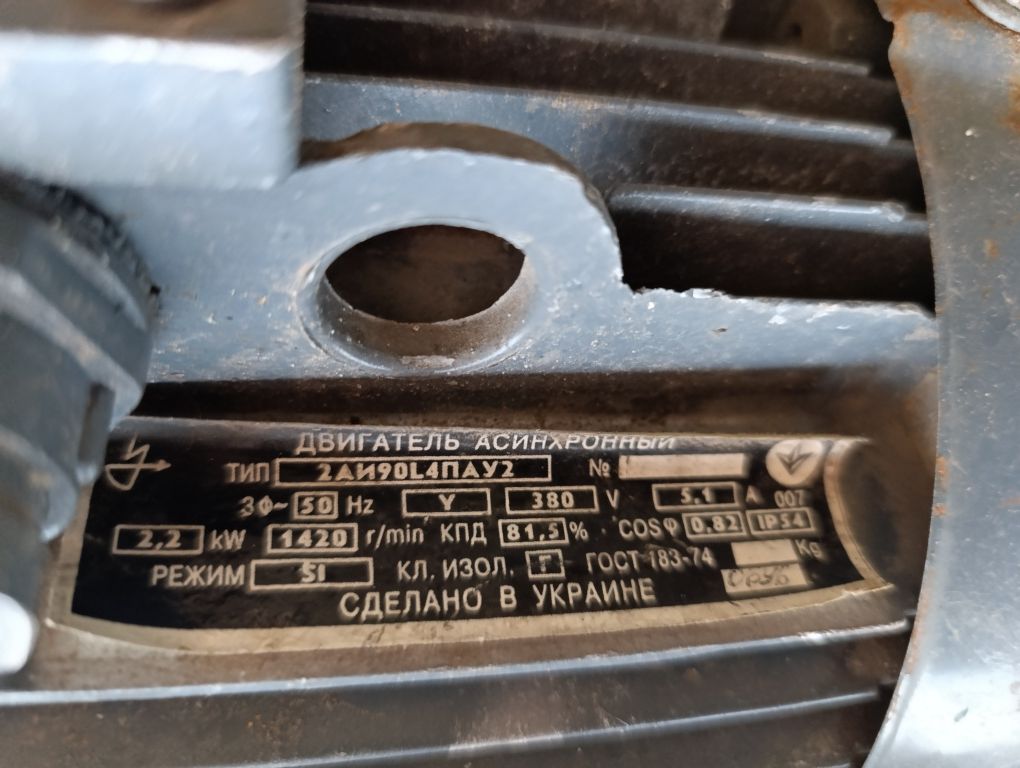 ДВИГАТЕЛЬ АСИНХРОННЫЙ
ТИП 2АИ90L4ПАУ2 №
3Ф~ 50 Hz Y 380 V 5.1 A 007
2,2 kW 1420 r/min КПД 81,5 % COSφ 0.82 IP54
РЕЖИМ S1 КЛ. ИЗОЛ. F ГОСТ 183-74 Kg
СДЕЛАНО В УКРАИНЕ